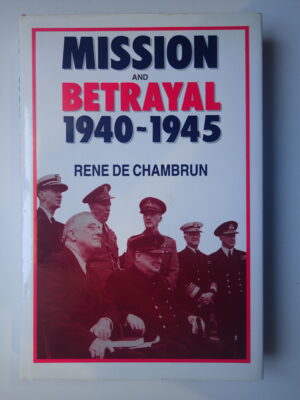 MISSION
AND
BETRAYAL
1940~1945
RENE DE CHAMBRUN